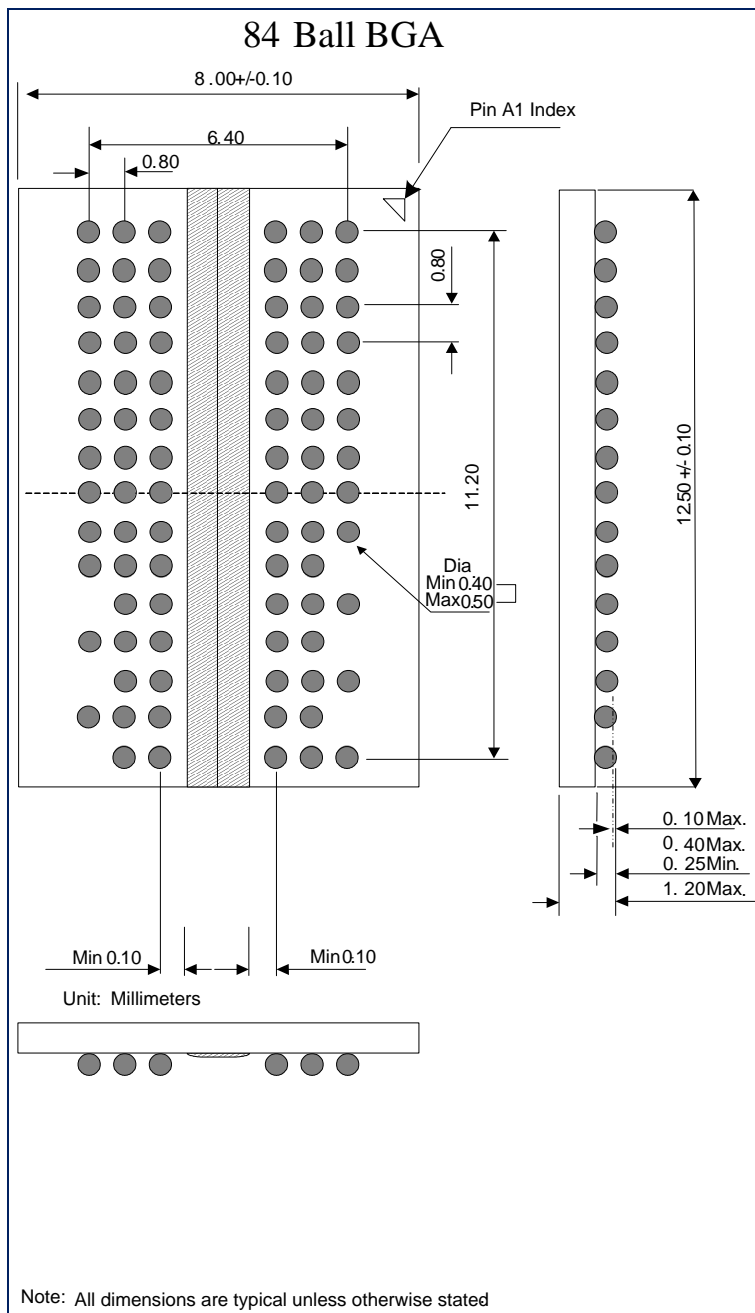 84 Ball BGA
8.00+/-0.10
Pin A1 Index
6.40
0.80
0.80
11.20
12.50 +/- 0.10
Dia
Min 0.40
Max 0.50
0. 10 Max.
0. 40 Max.
0. 25 Min.
1. 20 Max.
Min 0.10
Min 0.10
Unit: Millimeters
Note: All dimensions are typical unless otherwise stated